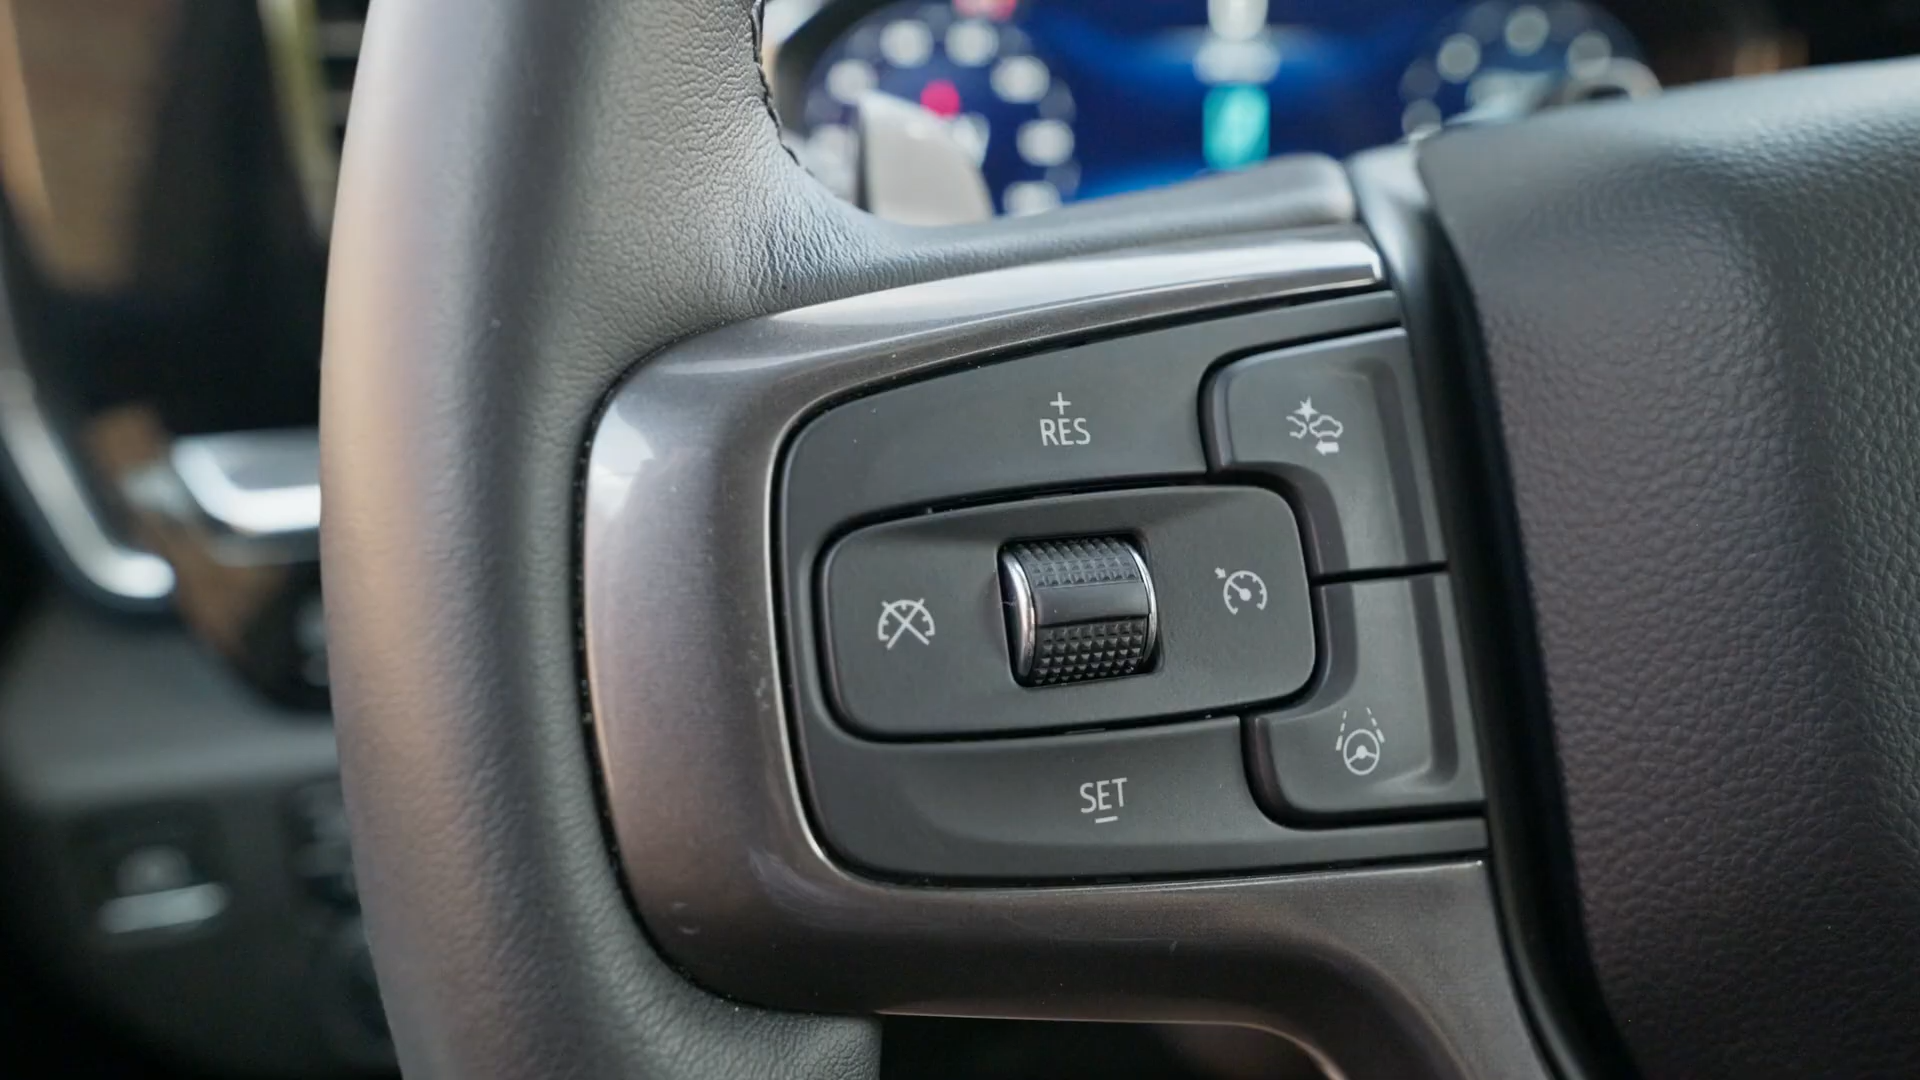 +
RES
SET
–